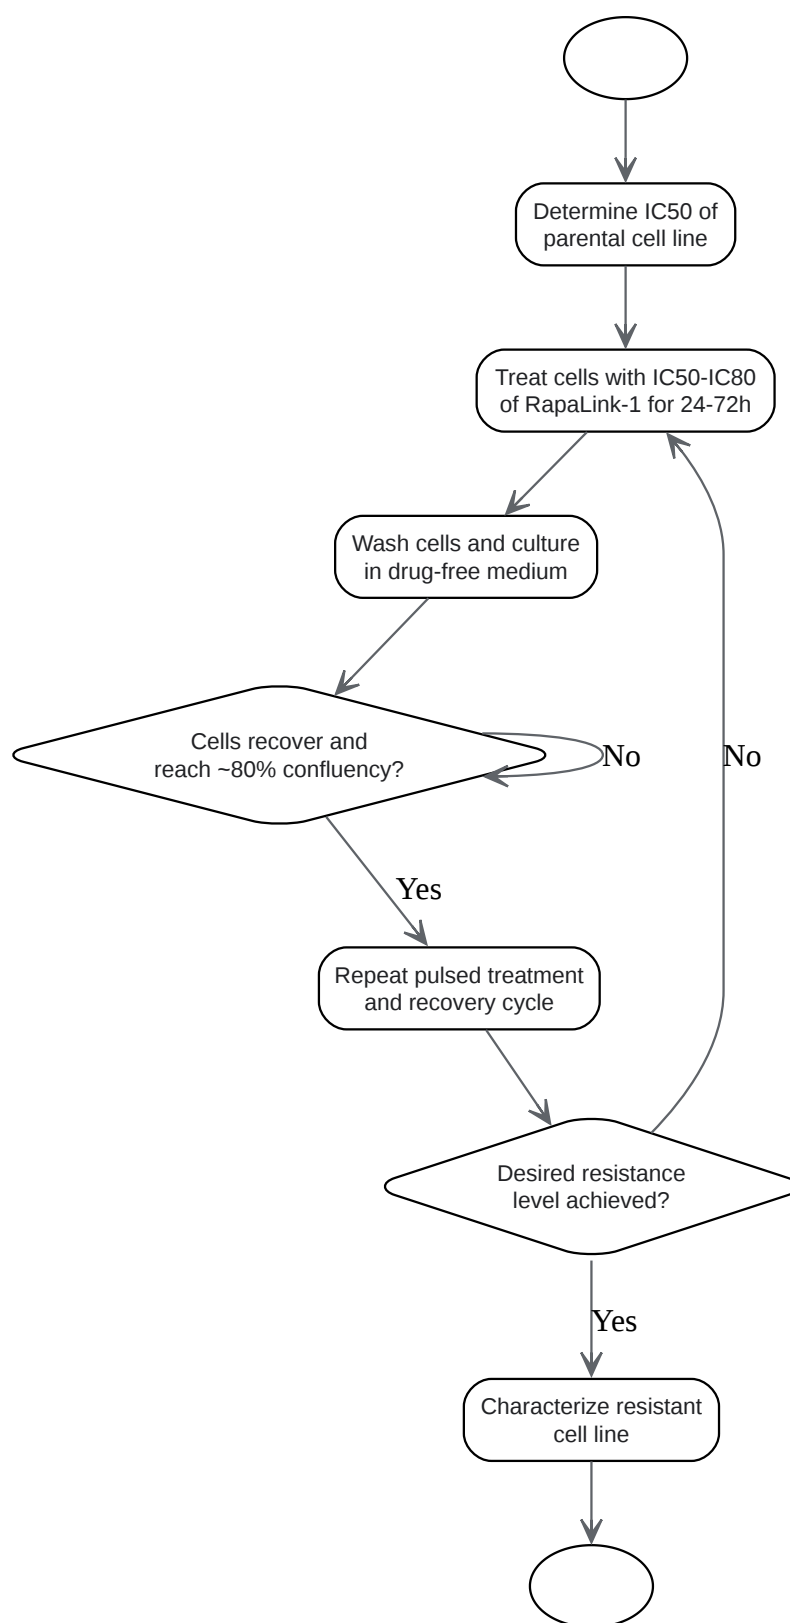 Determine IC50 of
parental cell line
Treat cells with IC50-IC80
of RapaLink-1 for 24-72h
Wash cells and culture
in drug-free medium
Cells recover and
reach ~80% confluency?
No
No
Yes
Repeat pulsed treatment
and recovery cycle
Desired resistance
level achieved?
Yes
Characterize resistant
cell line